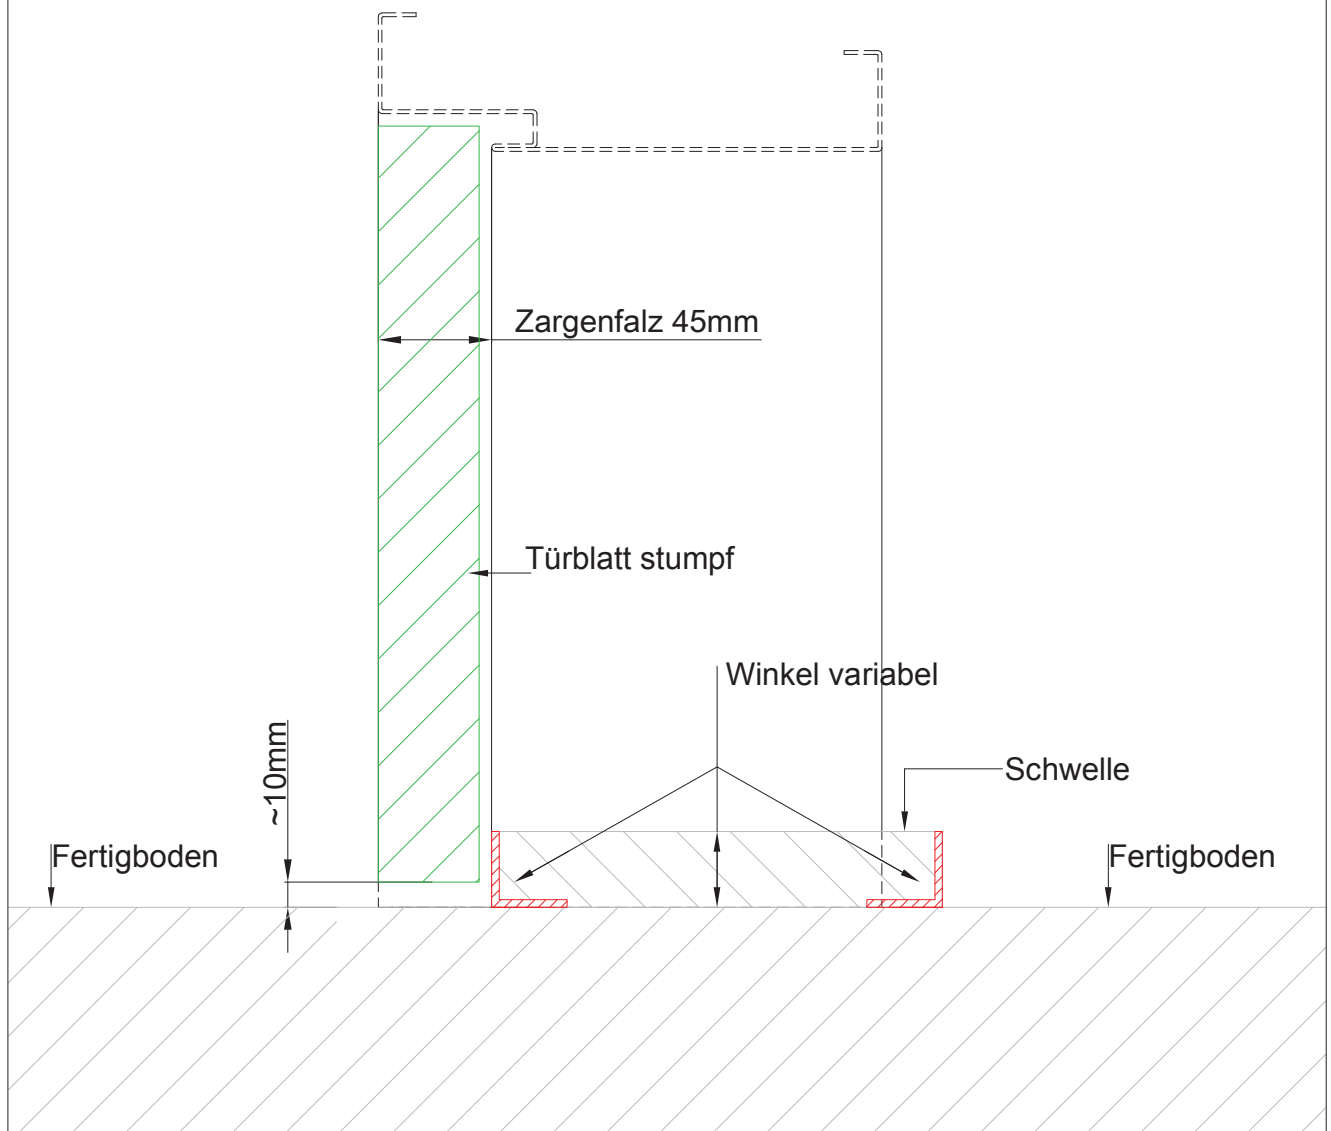 Zargenfalz 45mm
Türblatt stumpf
Winkel variabel
~10mm
Schwelle
Fertigboden
Fertigboden